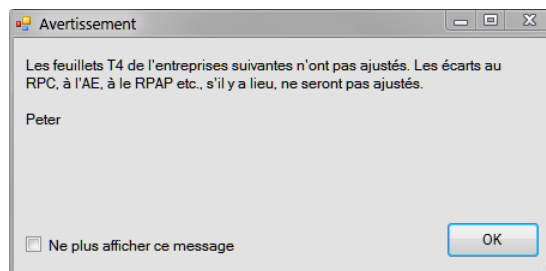 Avertissement
Les feuillets T4 de l'entreprises suivantes n'ont pas ajustés. Les écarts au
RPC, à l'AE, à le RPAP etc., s'il y a lieu, ne seront pas ajustés.
Peter
Ne plus afficher ce message
OK